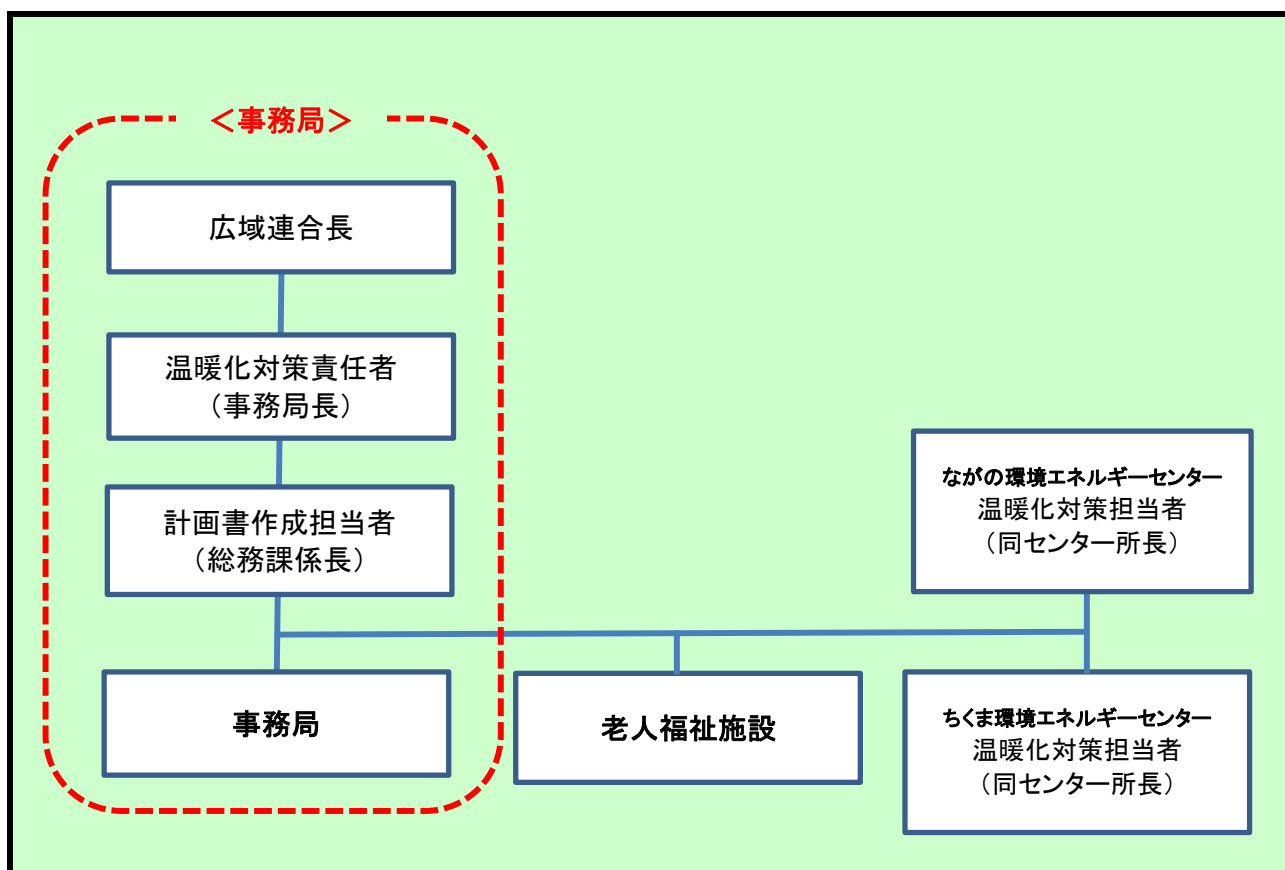 ＜事務局＞
広域連合長
温暖化対策責任者
（事務局長）
計画書作成担当者
（総務課係長）
ながの環境エネルギーセンター
温暖化対策担当者
（同センター所長）
事務局
老人福祉施設
ちくま環境エネルギーセンター
温暖化対策担当者
（同センター所長）